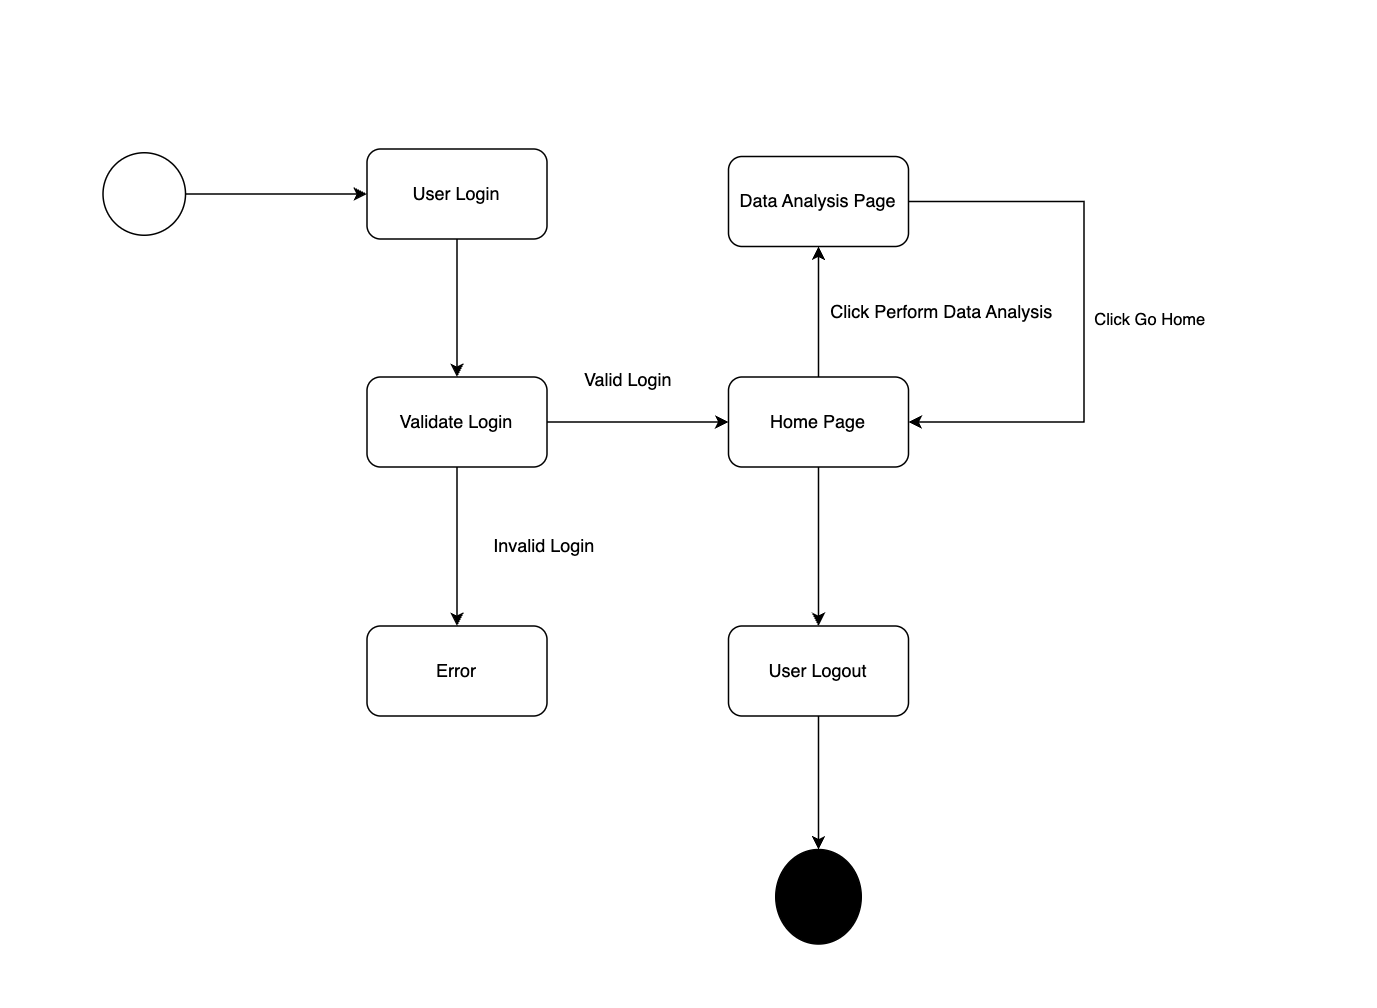 User Login
Data Analysis Page
Click Perform Data Analysis
Click Go Home
Valid Login
Validate Login
Home Page
Invalid Login
Error
User Logout